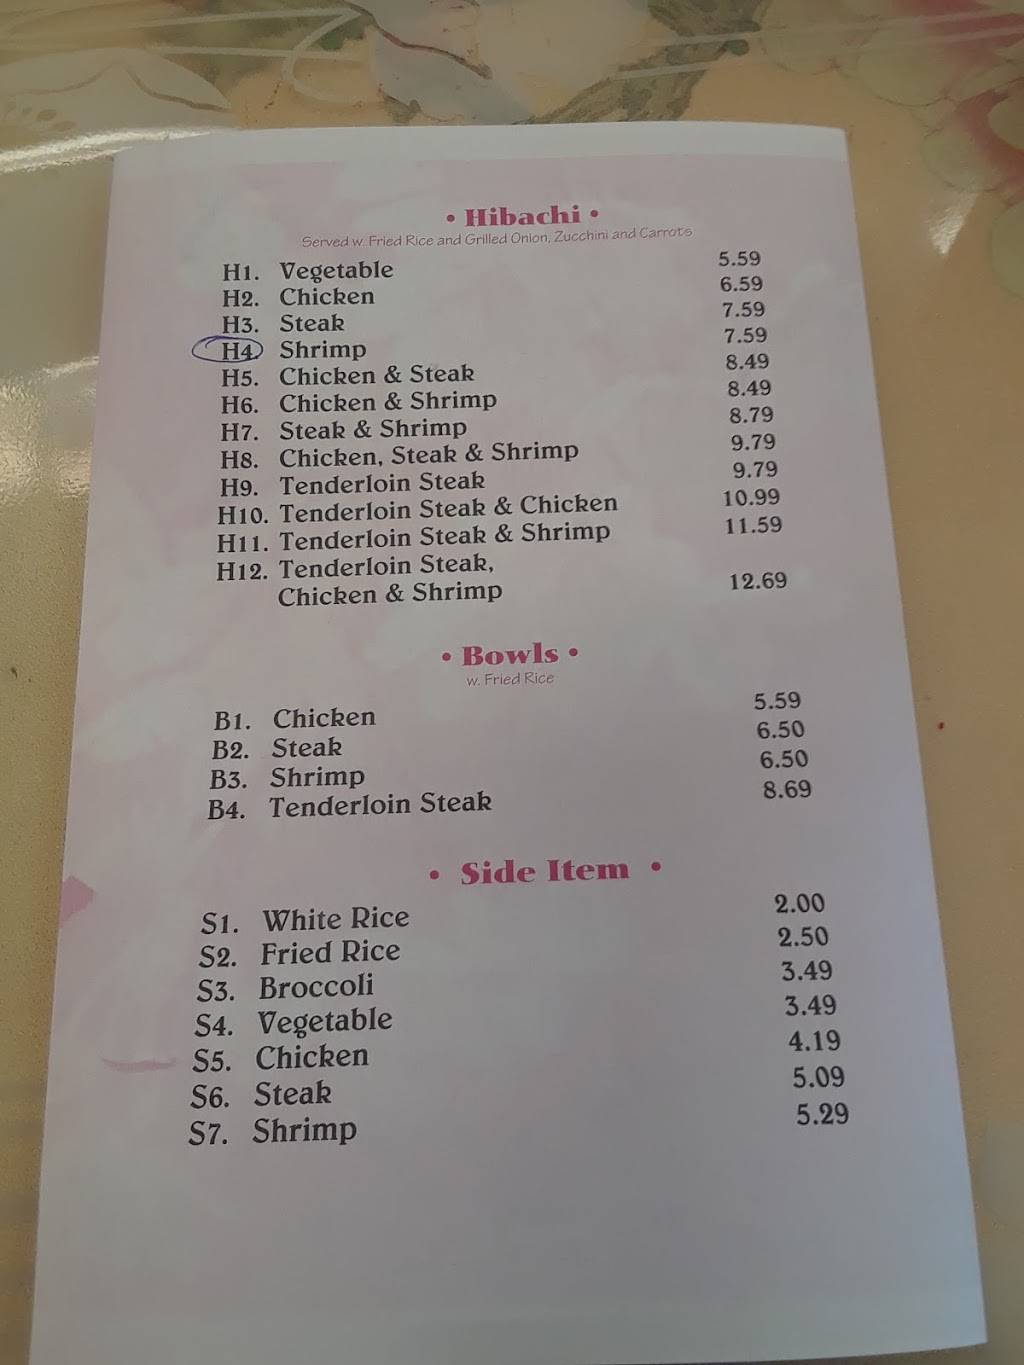 • Hibachi •
Served w. Fried Rice and Grilled Onion, Zucchini and Carrots
H1. Vegetable 5.59
H2. Chicken 6.59
H3. Steak 7.59
H4. Shrimp 7.59
H5. Chicken & Steak 8.49
H6. Chicken & Shrimp 8.49
H7. Steak & Shrimp 8.79
H8. Chicken, Steak & Shrimp 9.79
H9. Tenderloin Steak 9.79
H10. Tenderloin Steak & Chicken 10.99
H11. Tenderloin Steak & Shrimp 11.59
H12. Tenderloin Steak,
Chicken & Shrimp 12.69
• Bowls •
w. Fried Rice
B1. Chicken 5.59
B2. Steak 6.50
B3. Shrimp 6.50
B4. Tenderloin Steak 8.69
• Side Item •
S1. White Rice 2.00
S2. Fried Rice 2.50
S3. Broccoli 3.49
S4. Vegetable 3.49
S5. Chicken 4.19
S6. Steak 5.09
S7. Shrimp 5.29